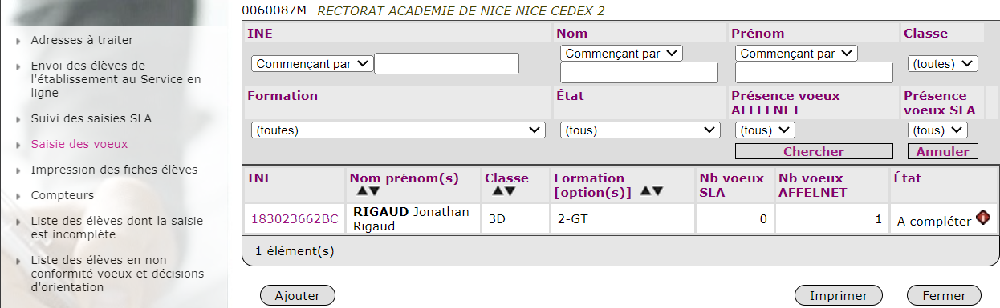 Adresses à traiter
Envoi des élèves de
l'établissement au Service en
ligne
Suivi des saisies SLA
Saisie des voeux
Impression des fiches élèves
Compteurs
Liste des élèves dont la saisie
est incomplète
Liste des élèves en non
conformité voeux et décisions
d'orientation
0060087M RECTORAT ACADEMIE DE NICE NICE CEDEX 2
INE Nom Prénom Classe
Commençant par Commençant par Commençant par (toutes)
Formation État Présence voeux AFFELNET Présence voeux SLA
(toutes) (tous) (tous) (tous)
Chercher Annuler
INE Nom prénom(s) Classe Formation [option(s)] Nb voeux SLA Nb voeux AFFELNET État
183023662BC RIGAUD Jonathan Rigaud 3D 2-GT 0 1 A compléter
1 élément(s)
Ajouter Imprimer Fermer